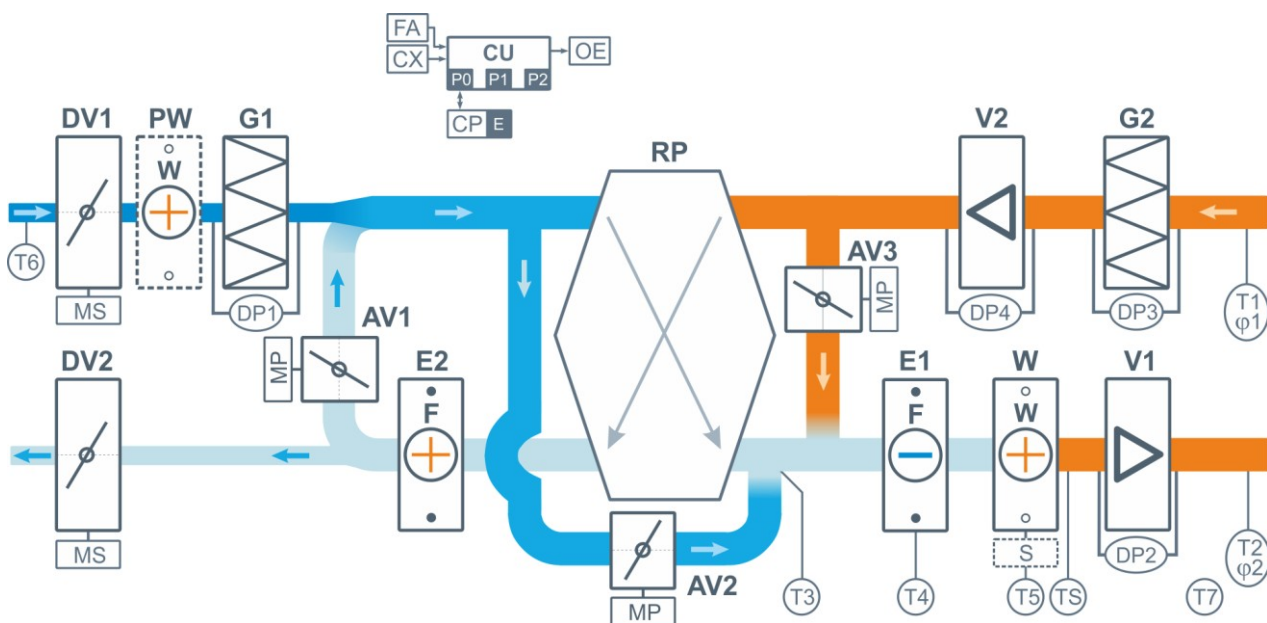 FA
CX
CU
OE
P0 P1 P2
CP E
DV1 PW G1
RP
V2 G2
W
T6
MS
DP1
AV3
MP
DP4
DP3
T1
φ1
AV1
MP
DV2
E2
F
E1
F
W
W
V1
MS
AV2
MP
S
DP2
T3
T4
T5
TS
T7
T2
φ2